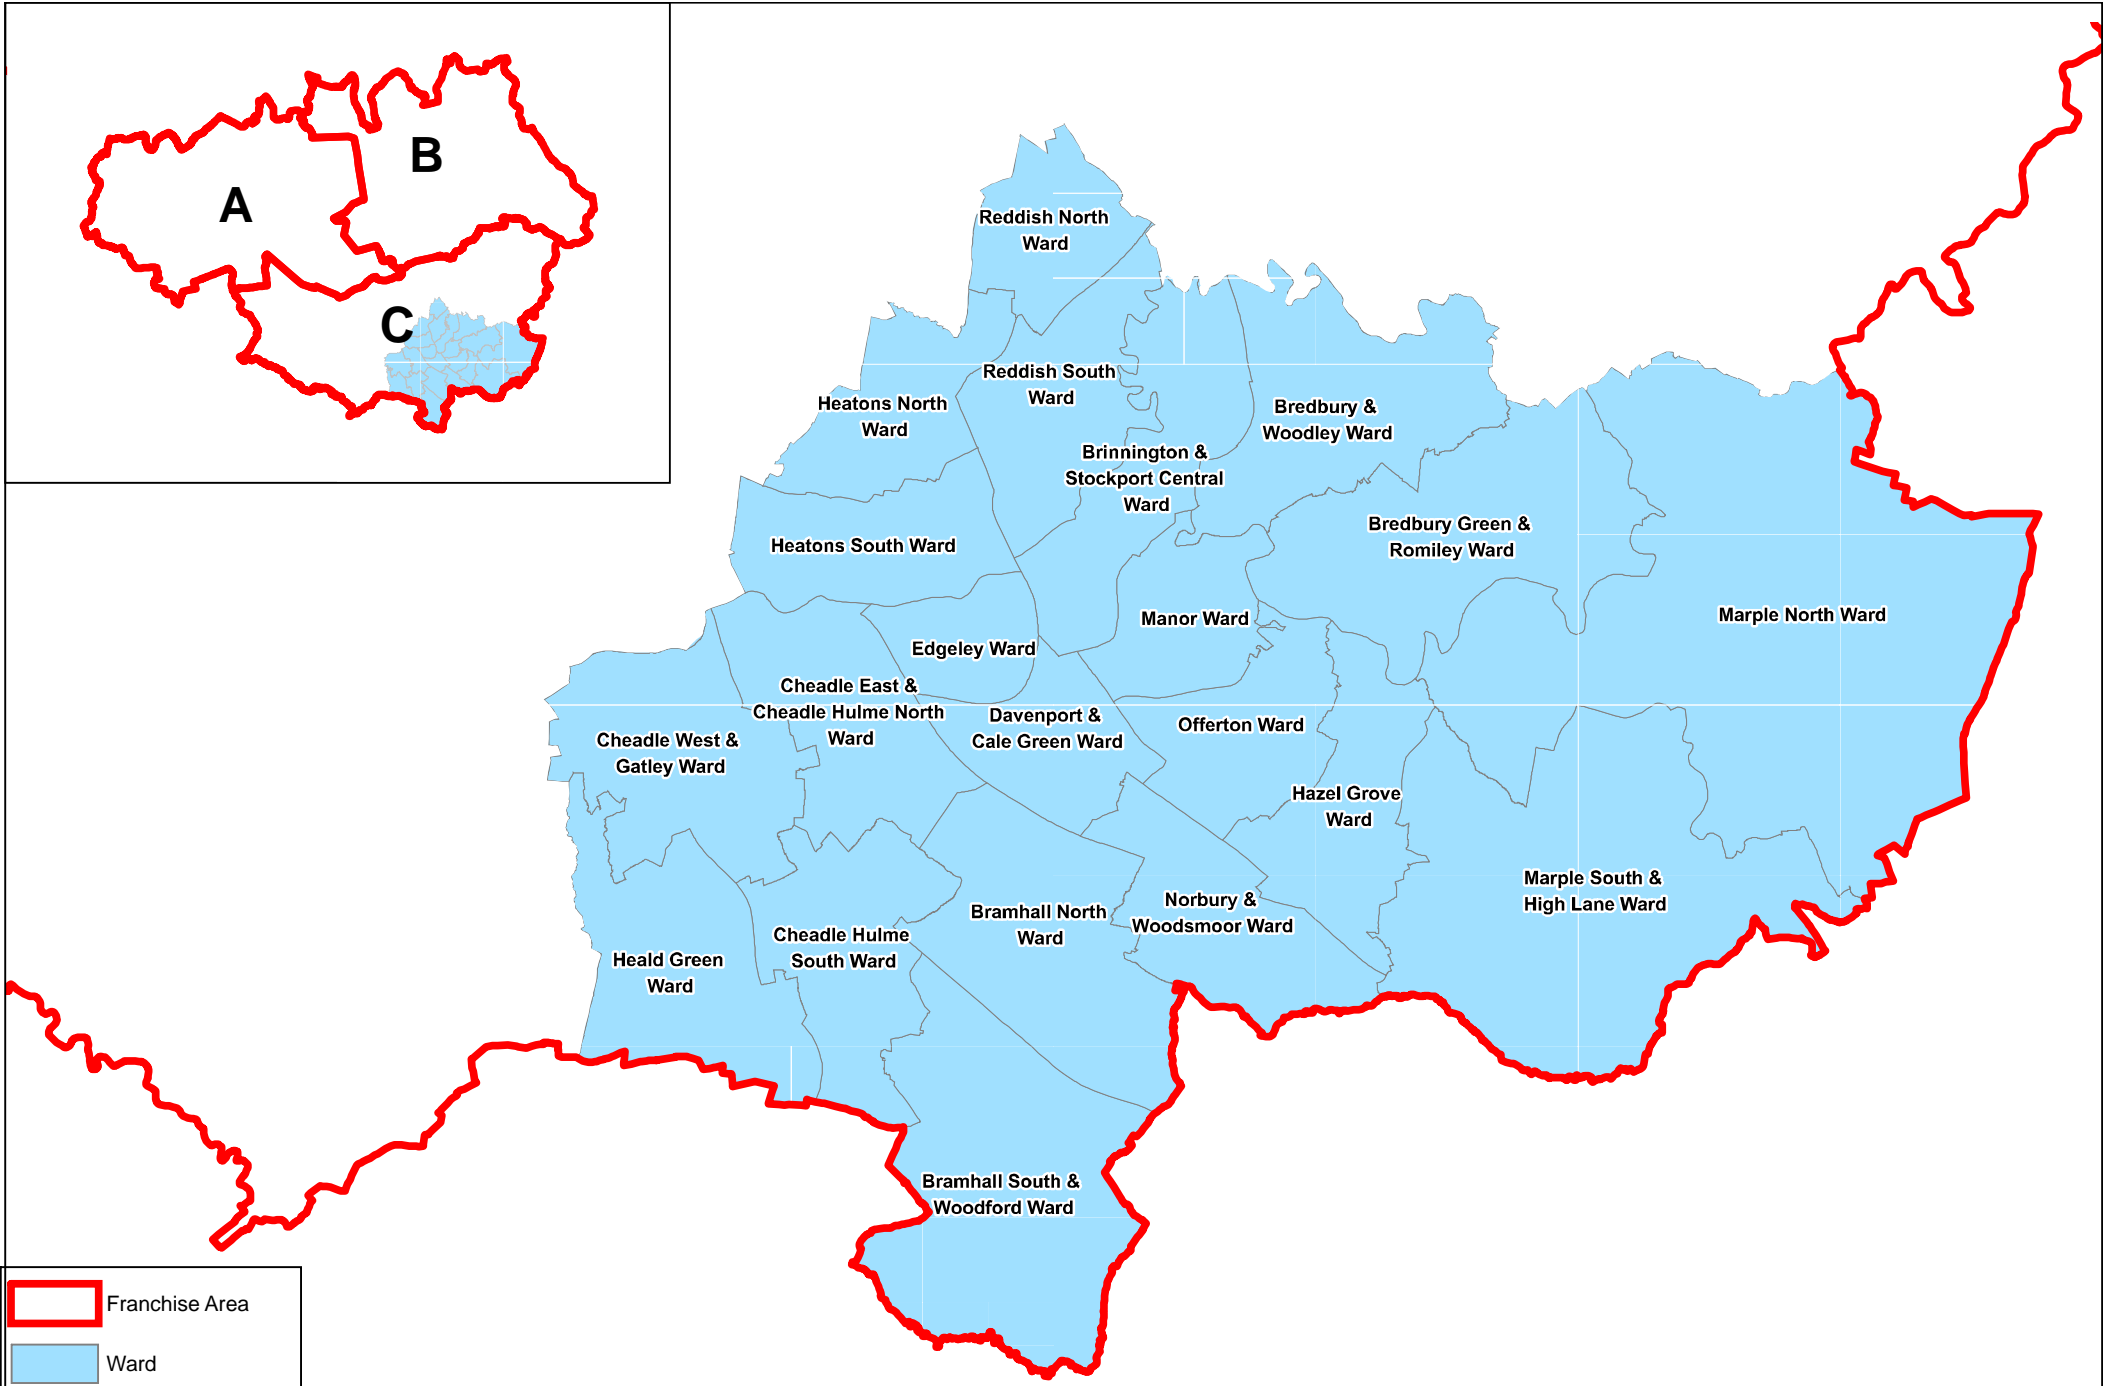 A
B
C
Reddish North
Ward
Reddish South
Ward
Heatons North
Ward
Bredbury &
Woodley Ward
Brinnington &
Stockport Central
Ward
Bredbury Green &
Romiley Ward
Heatons South Ward
Manor Ward
Marple North Ward
Edgeley Ward
Cheadle East &
Cheadle Hulme North
Ward
Davenport &
Cale Green Ward
Offerton Ward
Cheadle West &
Gatley Ward
Hazel Grove
Ward
Marple South &
High Lane Ward
Norbury &
Woodsmoor Ward
Bramhall North
Ward
Cheadle Hulme
South Ward
Heald Green
Ward
Bramhall South &
Woodford Ward
Franchise Area
Ward